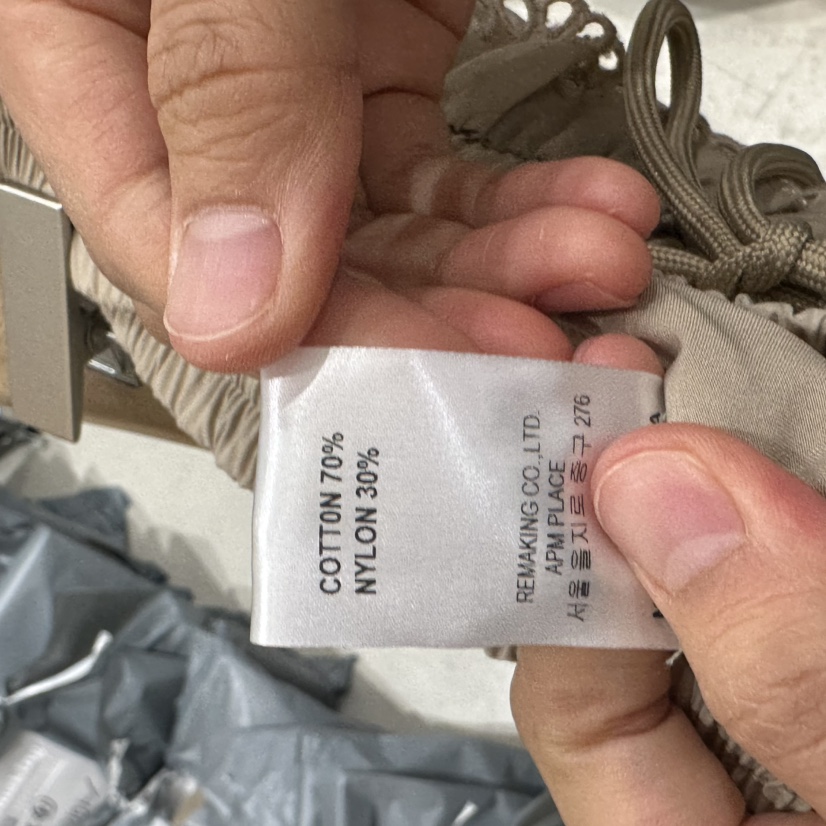 COTTON 70%
NYLON 30%
REMAKING CO.,LTD.
APM PLACE
서울 을지로 중구 276